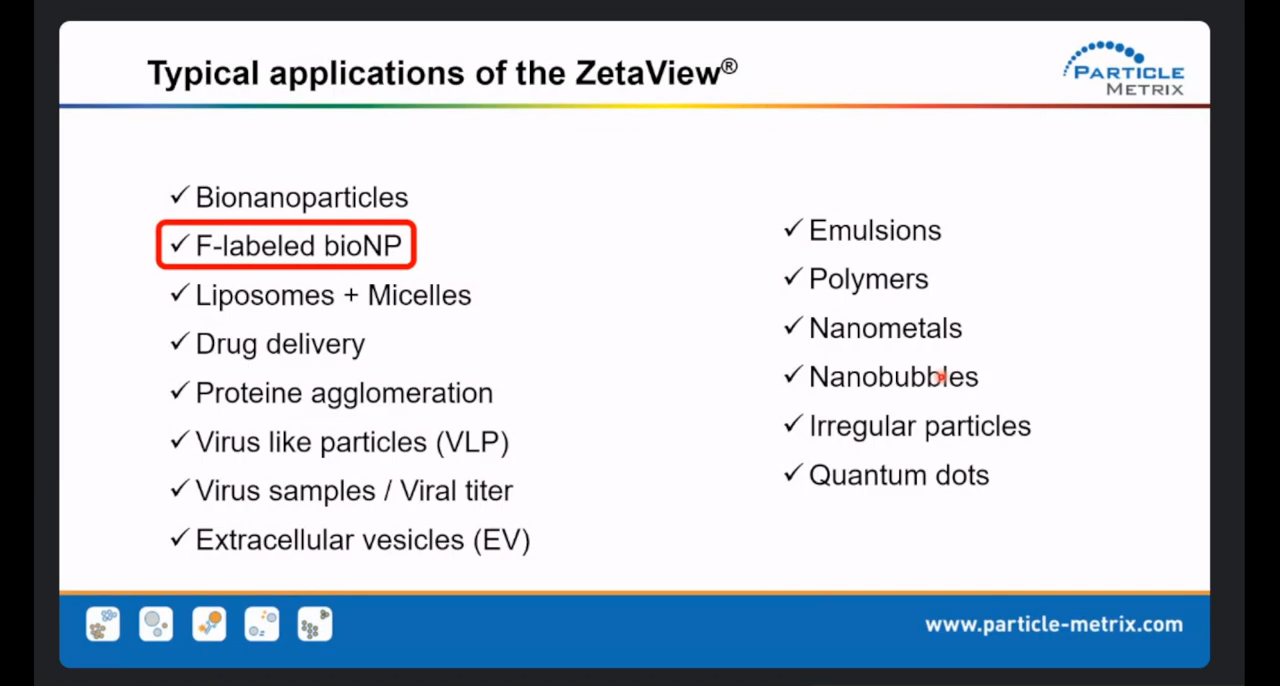 Typical applications of the ZetaView®
PARTICLE
METRIX
✓ Bionanoparticles
✓ F-labeled bioNP
✓ Liposomes + Micelles
✓ Drug delivery
✓ Proteine agglomeration
✓ Virus like particles (VLP)
✓ Virus samples / Viral titer
✓ Extracellular vesicles (EV)
✓ Emulsions
✓ Polymers
✓ Nanometals
✓ Nanobubbles
✓ Irregular particles
✓ Quantum dots
www.particle-metrix.com